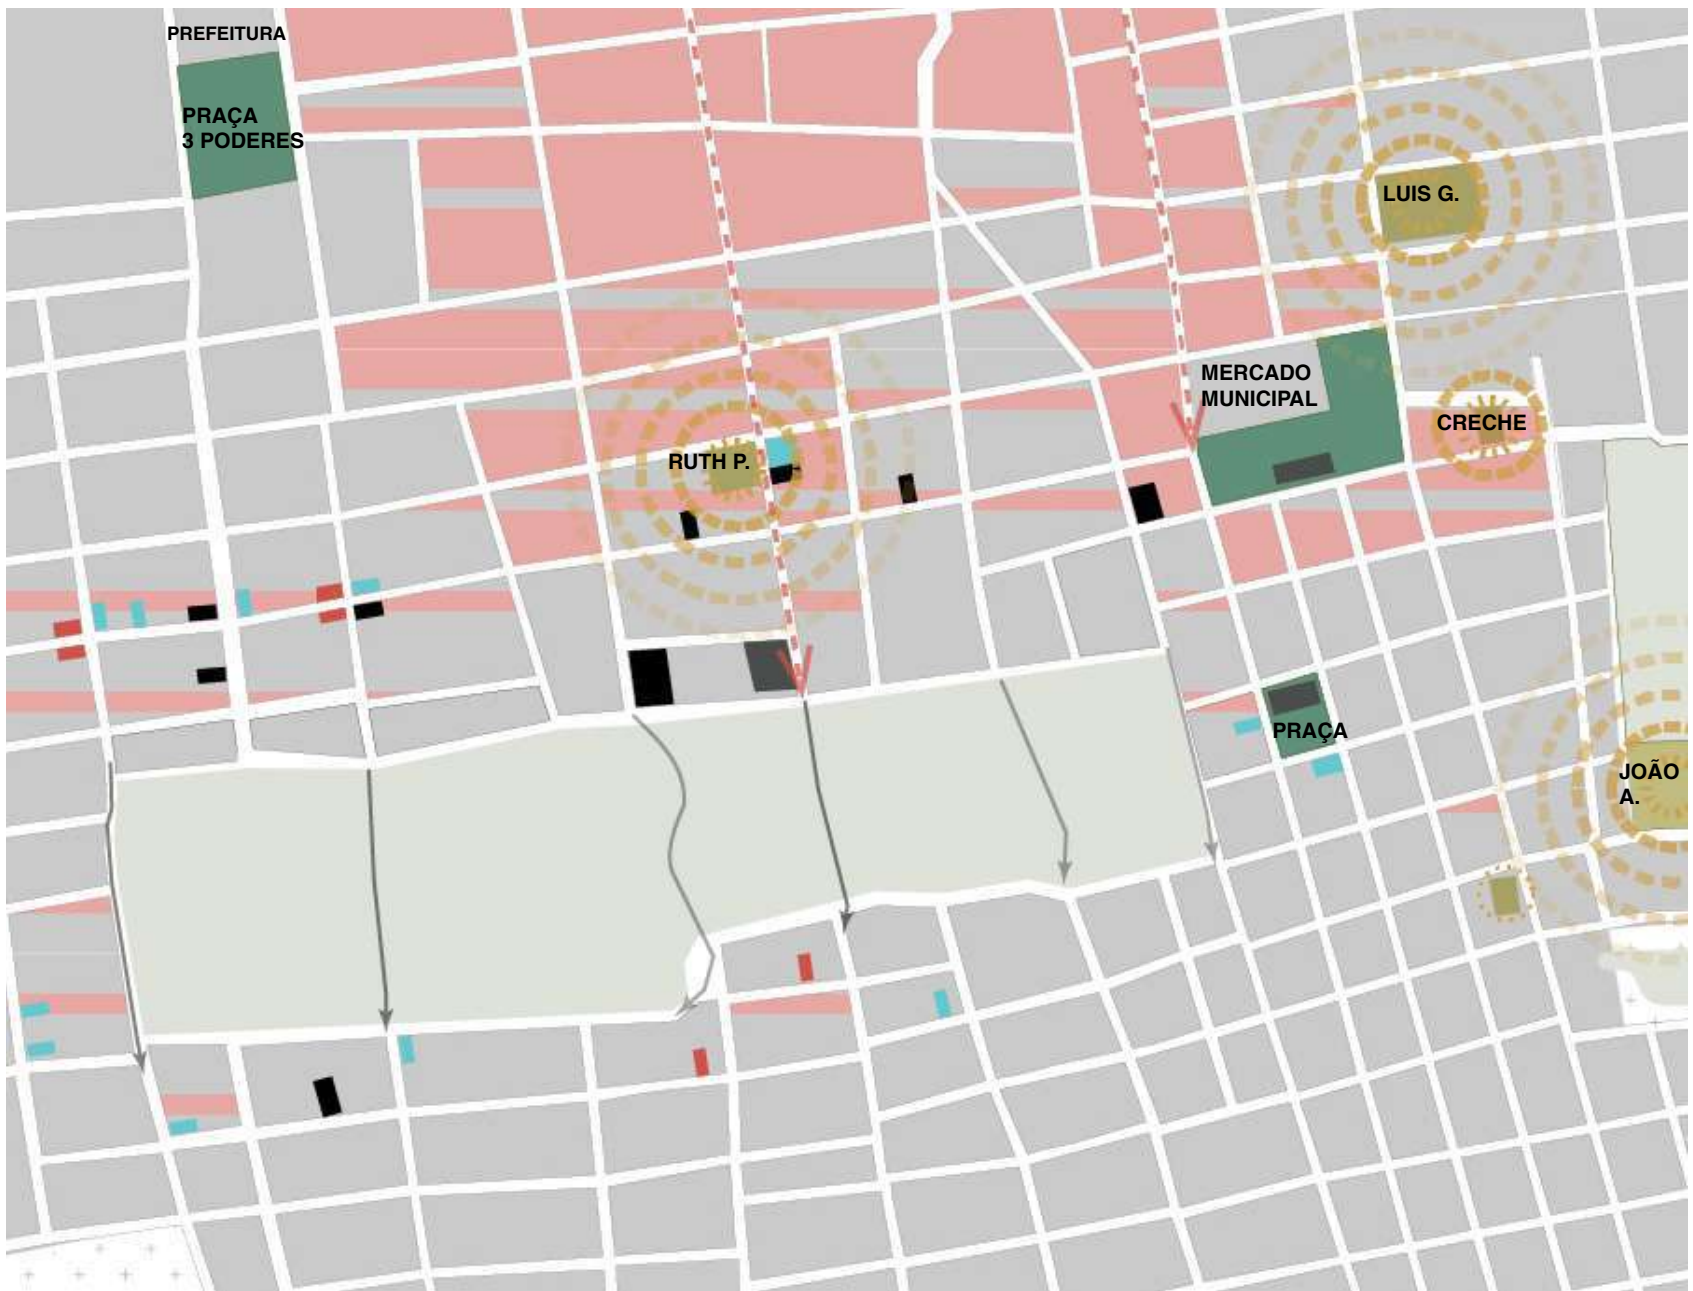 PREFEITURA
PRAÇA
3 PODERES
LUIS G.
MERCADO
MUNICIPAL
CRECHE
RUTH P.
PRAÇA
JOÃO
A.